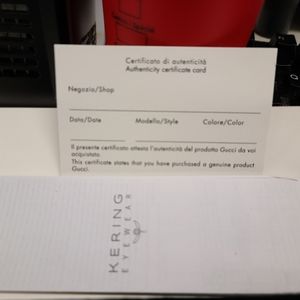 Certificato di autenticità
Authenticity certificate card
Negozio/Shop
Data/Date Modello/Style Colore/Color
Il presente certificato attesta l'autenticità del prodotto Gucci da voi
acquistato.
This certificate states that you have purchased a genuine product
Gucci.
KERING
EYEWEAR